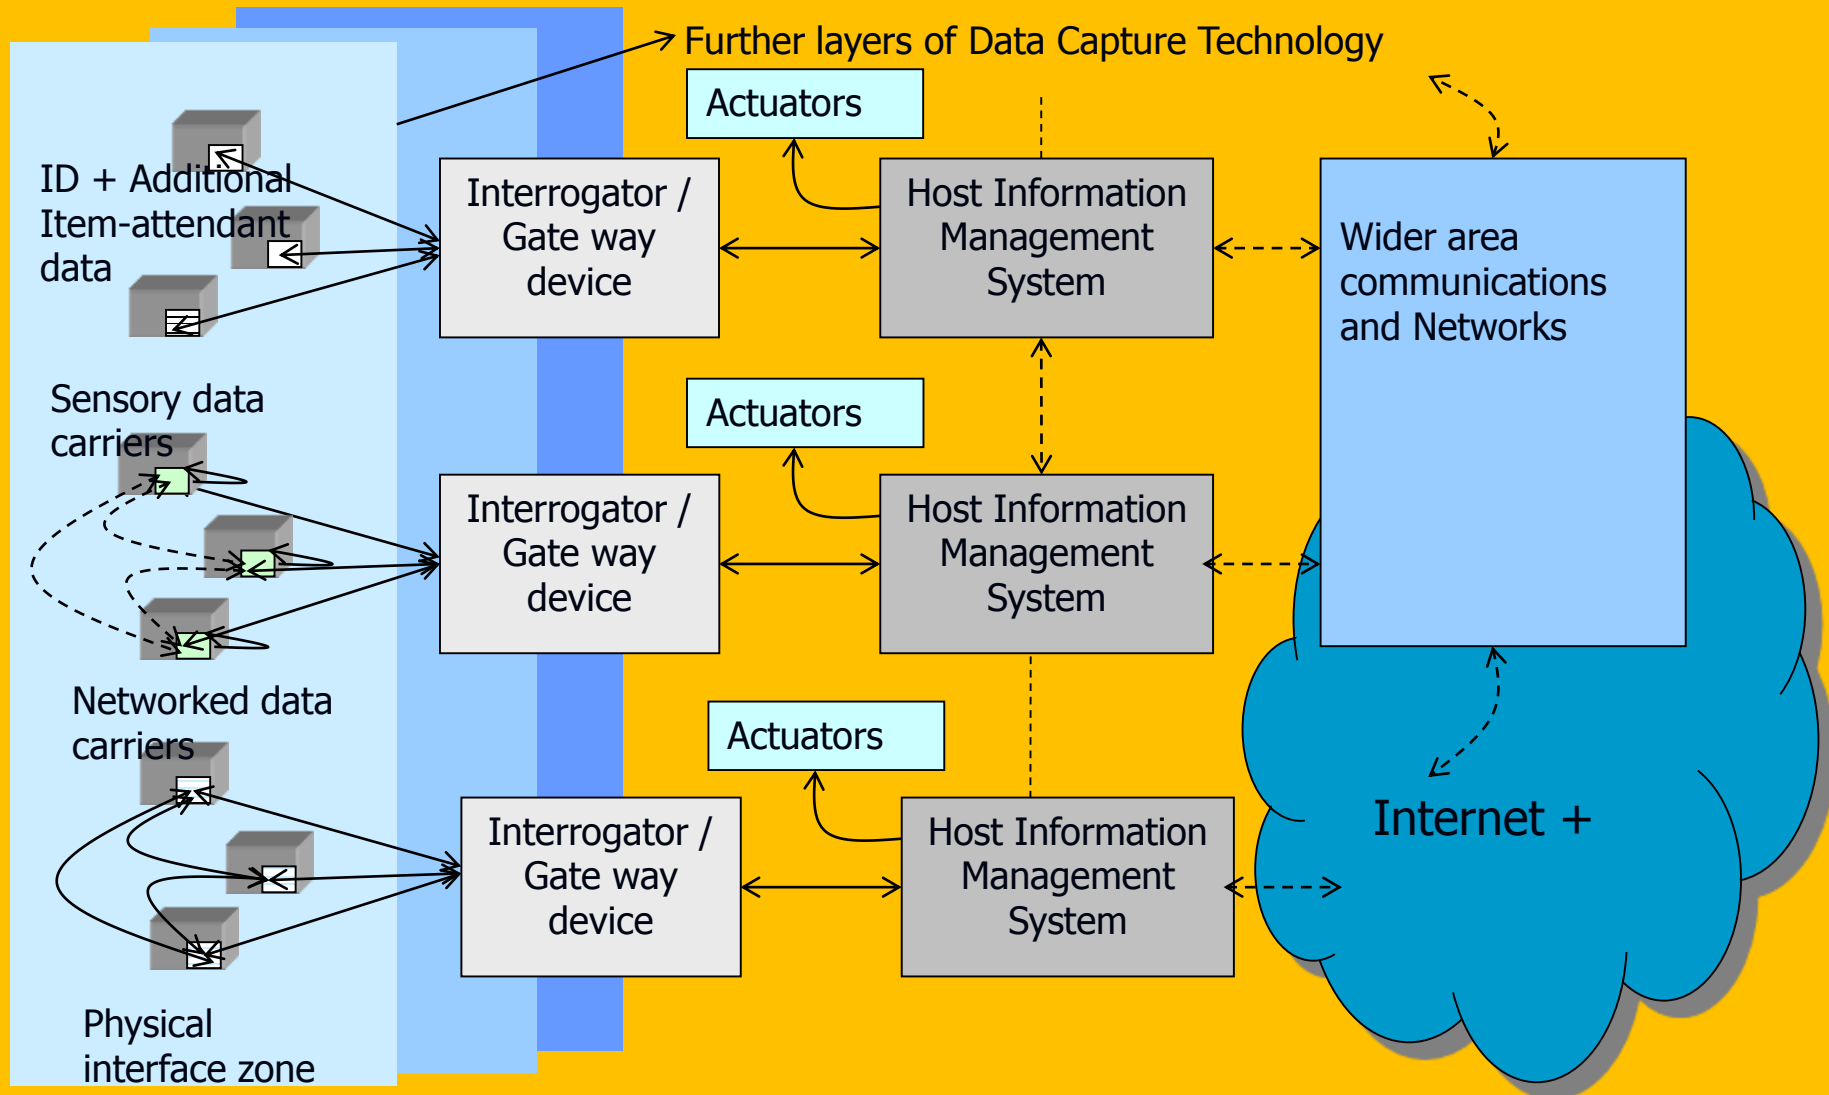 Further layers of Data Capture Technology
Actuators
ID + Additional
Item-attendant
data
Interrogator /
Gate way
device
Host Information
Management
System
Wider area
communications
and Networks
Sensory data
carriers
Actuators
Interrogator /
Gate way
device
Host Information
Management
System
Networked data
carriers
Actuators
Interrogator /
Gate way
device
Host Information
Management
System
Internet +
Physical
interface zone